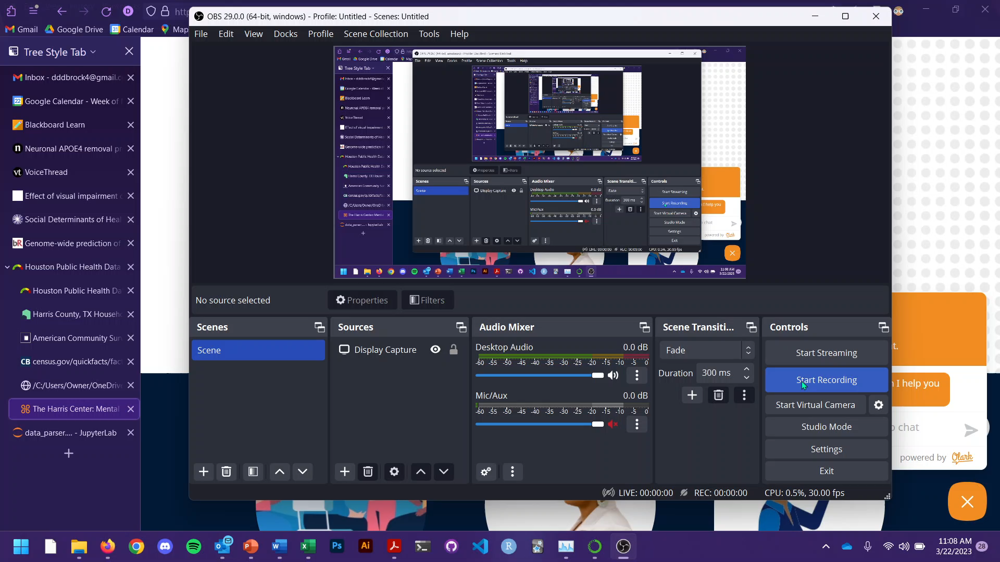 http
Gmail
Google Drive
Calendar
Map
Tree Style Tab
Inbox - dddbrock4@gmail.c
Google Calendar - Week of
Blackboard Learn
Neuronal APOE4 removal pr
VoiceThread
Effect of visual impairment
Social Determinants of Heal
Genome-wide prediction of
Houston Public Health Data
Houston Public Health Da
Harris County, TX Househo
American Community Sur
census.gov/quickfacts/fact
/C:/Users/Owner/OneDrive
The Harris Center: Mental
data_parser.... - JupyterLab
OBS 29.0.0 (64-bit, windows) - Profile: Untitled - Scenes: Untitled
File Edit View Docks Profile Scene Collection Tools Help
No source selected
Properties
Filters
Scenes
Scene
Sources
Display Capture
Audio Mixer
Desktop Audio 0.0 dB
-60 -55 -50 -45 -40 -35 -30 -25 -20 -15 -10 -5 0
Mic/Aux 0.0 dB
-60 -55 -50 -45 -40 -35 -30 -25 -20 -15 -10 -5 0
Scene Transiti...
Fade
Duration 300 ms
Controls
Start Streaming
Start Recording
Start Virtual Camera
Studio Mode
Settings
Exit
LIVE: 00:00:00 REC: 00:00:00 CPU: 0.5%, 30.00 fps
t.
I help you
chat
powered by Olark
11:08 AM
3/22/2023
28